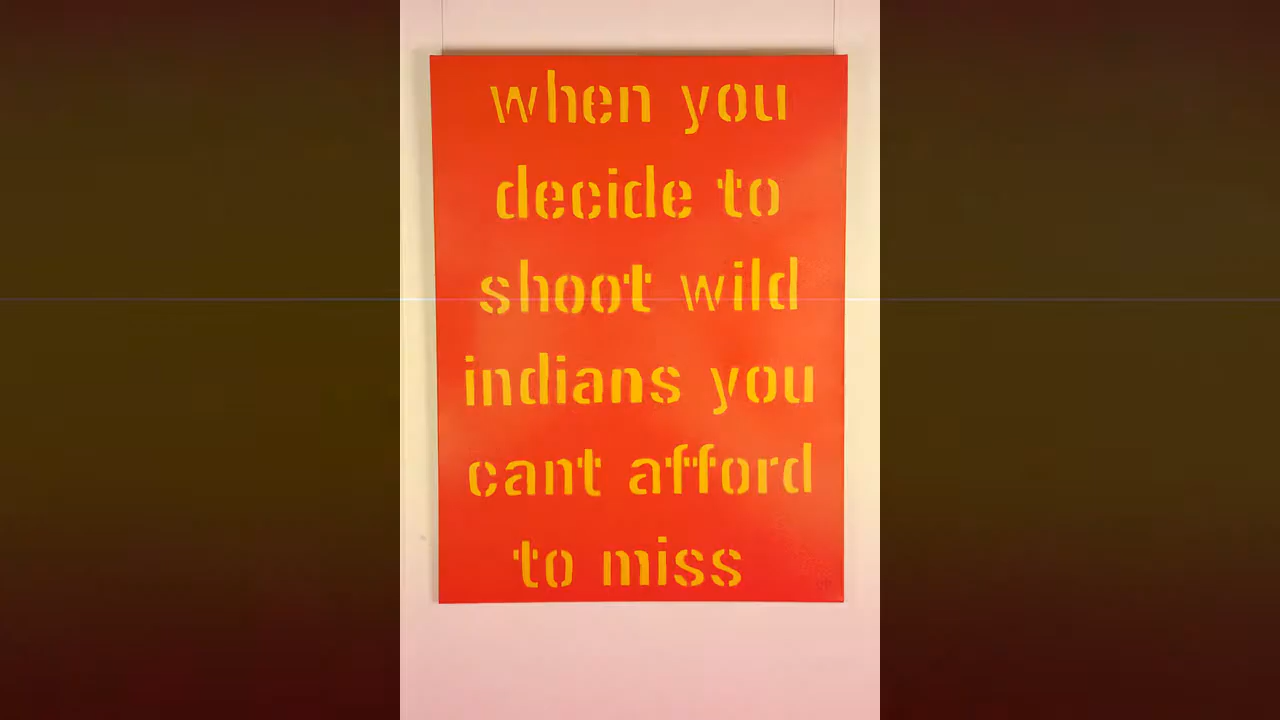 when you
decide to
shoot wild
indians you
cant afford
to miss